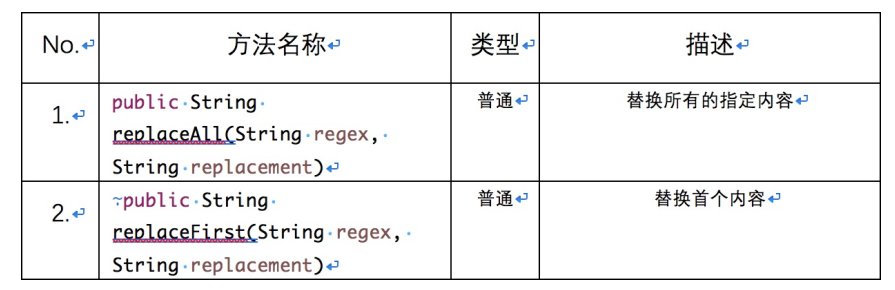 No. 方法名称 类型 描述
1. public String 普通 替换所有的指定内容
replaceAll(String regex,
String replacement)
2. public String 普通 替换首个内容
replaceFirst(String regex,
String replacement)